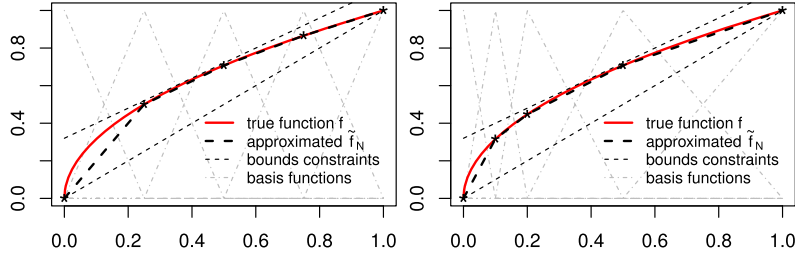 0.8
0.4
0.0
true function f
approximated f̃N
bounds constraints
basis functions
0.0 0.2 0.4 0.6 0.8 1.0
0.8
0.4
0.0
true function f
approximated f̃N
bounds constraints
basis functions
0.0 0.2 0.4 0.6 0.8 1.0